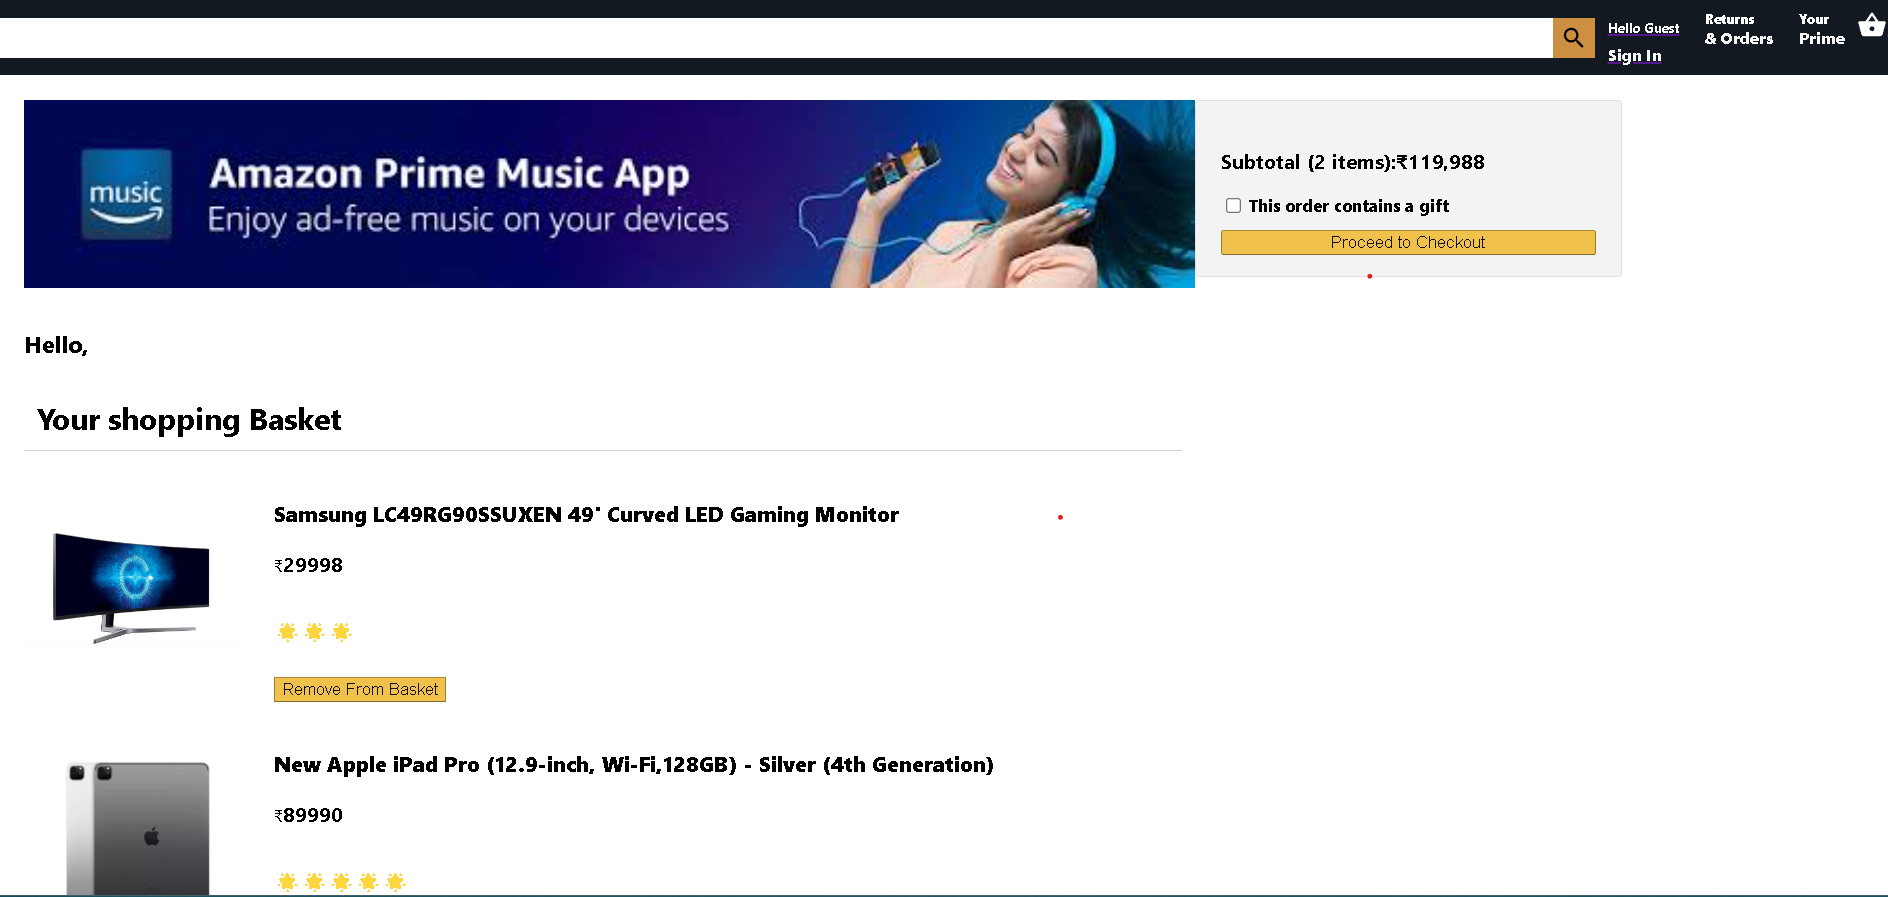 Hello Guest
Sign In
Returns
& Orders
Your
Prime
music
Amazon Prime Music App
Enjoy ad-free music on your devices
Subtotal (2 items):₹119,988
This order contains a gift
Proceed to Checkout
Hello,
Your shopping Basket
Samsung LC49RG90SSUXEN 49' Curved LED Gaming Monitor
₹29998
Remove From Basket
New Apple iPad Pro (12.9-inch, Wi-Fi,128GB) - Silver (4th Generation)
₹89990